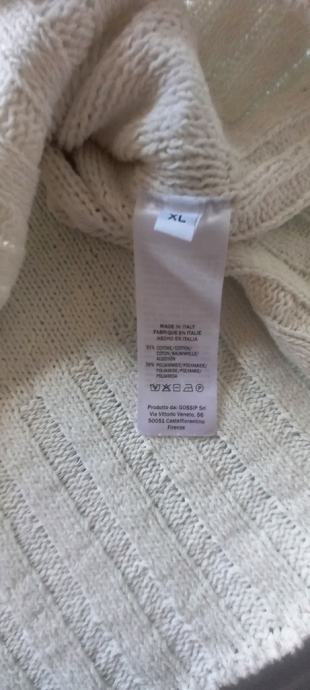 XL
MADE IN ITALY
FABRIQUE EN ITALIE
HECHO EN ITALIA
COTONE/COTTON/
COTON/BAUMWOLLE/
ALGODON
POLIAMMIDE/POLYAMIDE/
POLYAMIDE/POLYAMID/
POLIAMIDA
Prodotto da: GOSSIP Srl
Via Vittorio Veneto, 56
50051 Castelfiorentino
Firenze